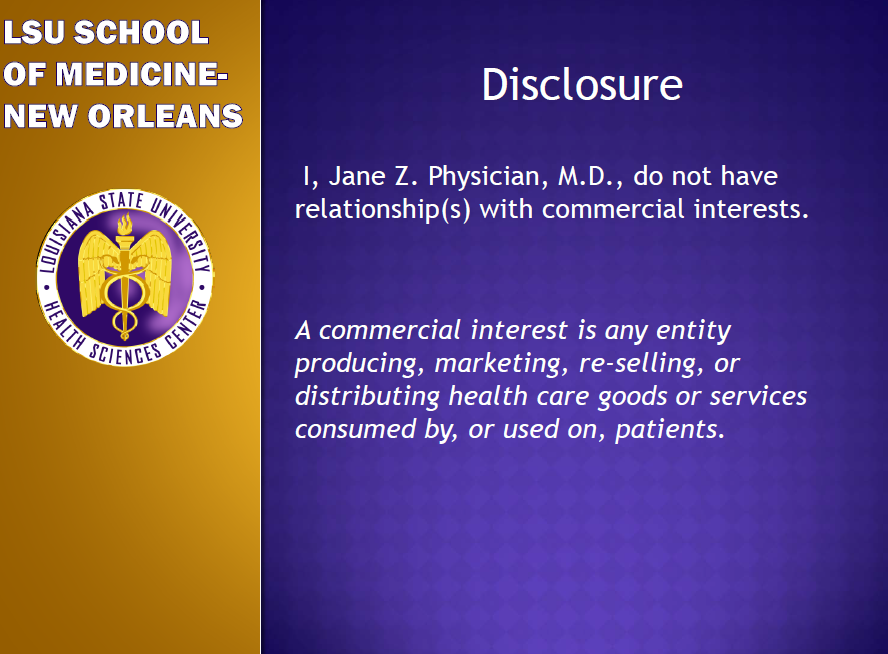 LSU SCHOOL
OF MEDICINE-
NEW ORLEANS
LOUISIANA STATE UNIVERSITY
HEALTH SCIENCES CENTER
Disclosure
I, Jane Z. Physician, M.D., do not have
relationship(s) with commercial interests.
A commercial interest is any entity
producing, marketing, re-selling, or
distributing health care goods or services
consumed by, or used on, patients.